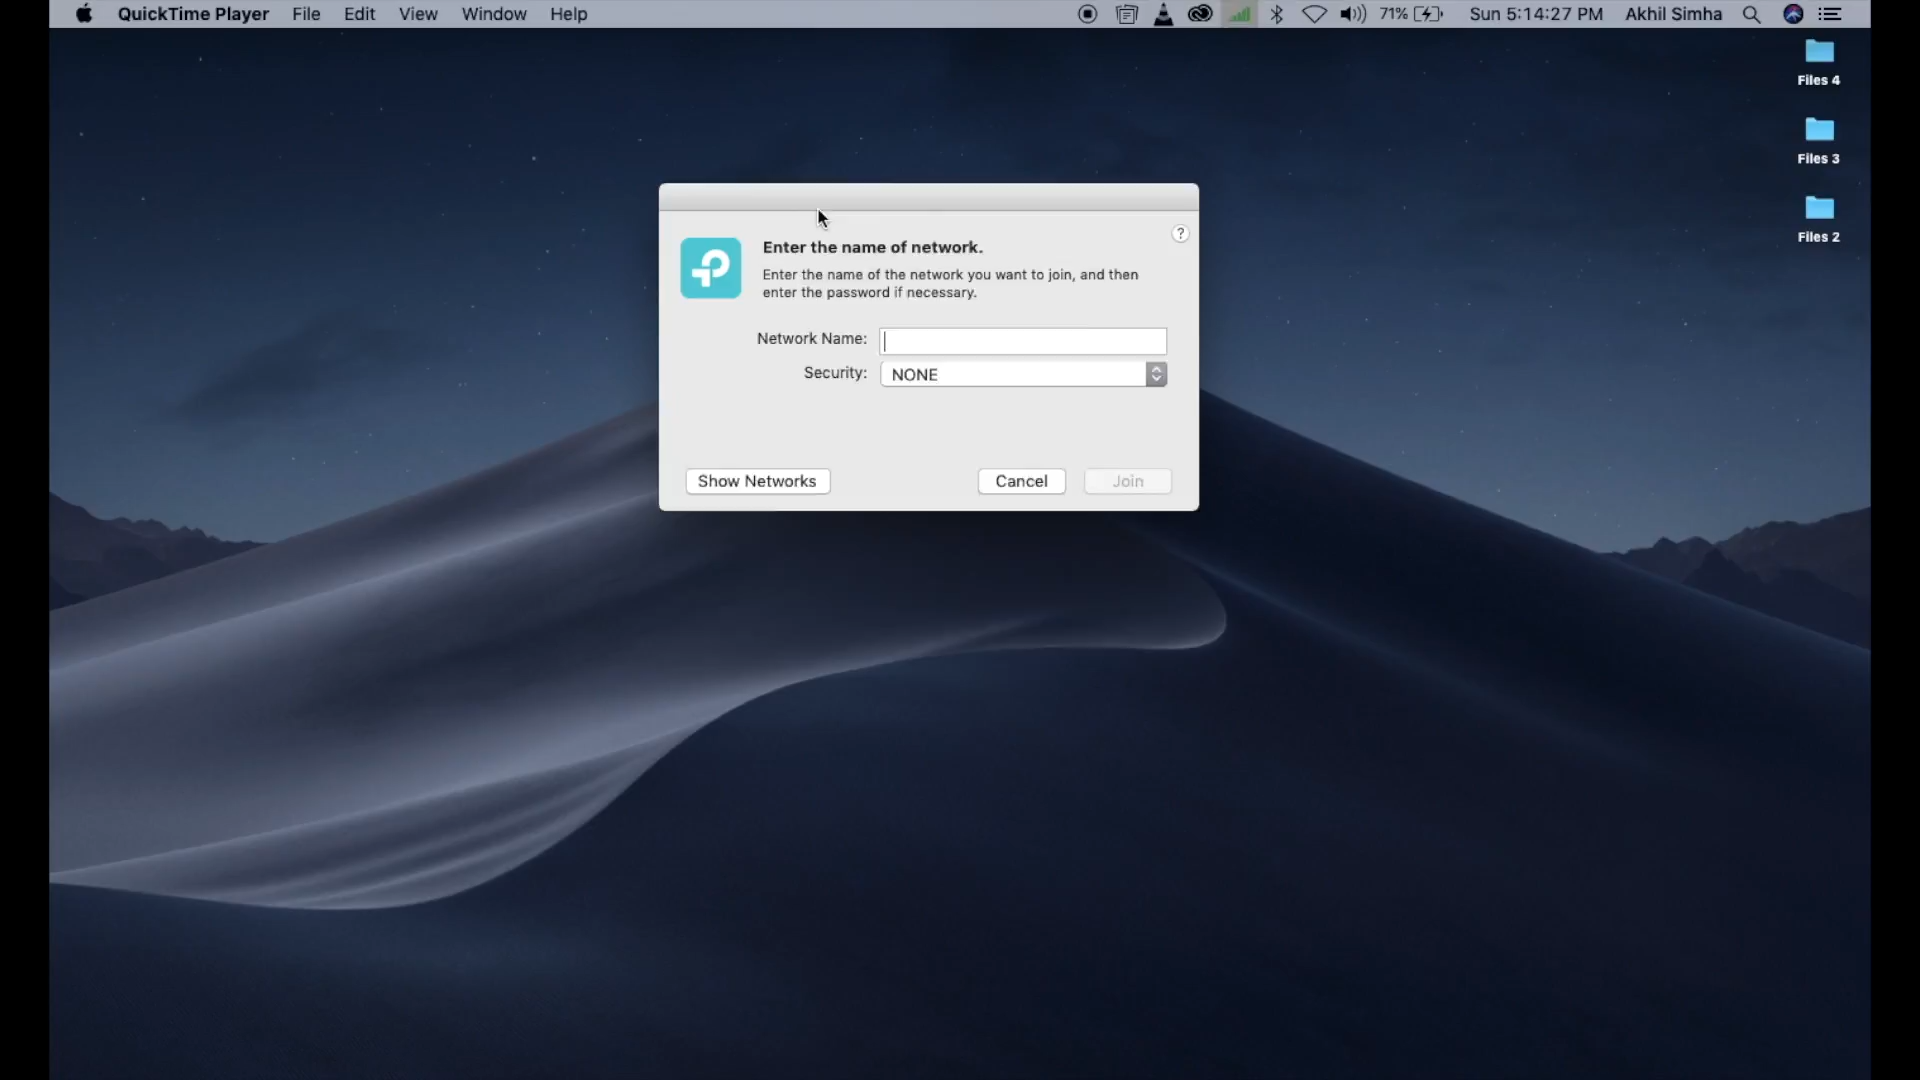 QuickTime Player File Edit View Window Help 71% Sun 5:14:27 PM Akhil Simha
Files 4
Files 3
Files 2
?
Enter the name of network.
Enter the name of the network you want to join, and then
enter the password if necessary.
Network Name:
Security: NONE
Show Networks Cancel Join